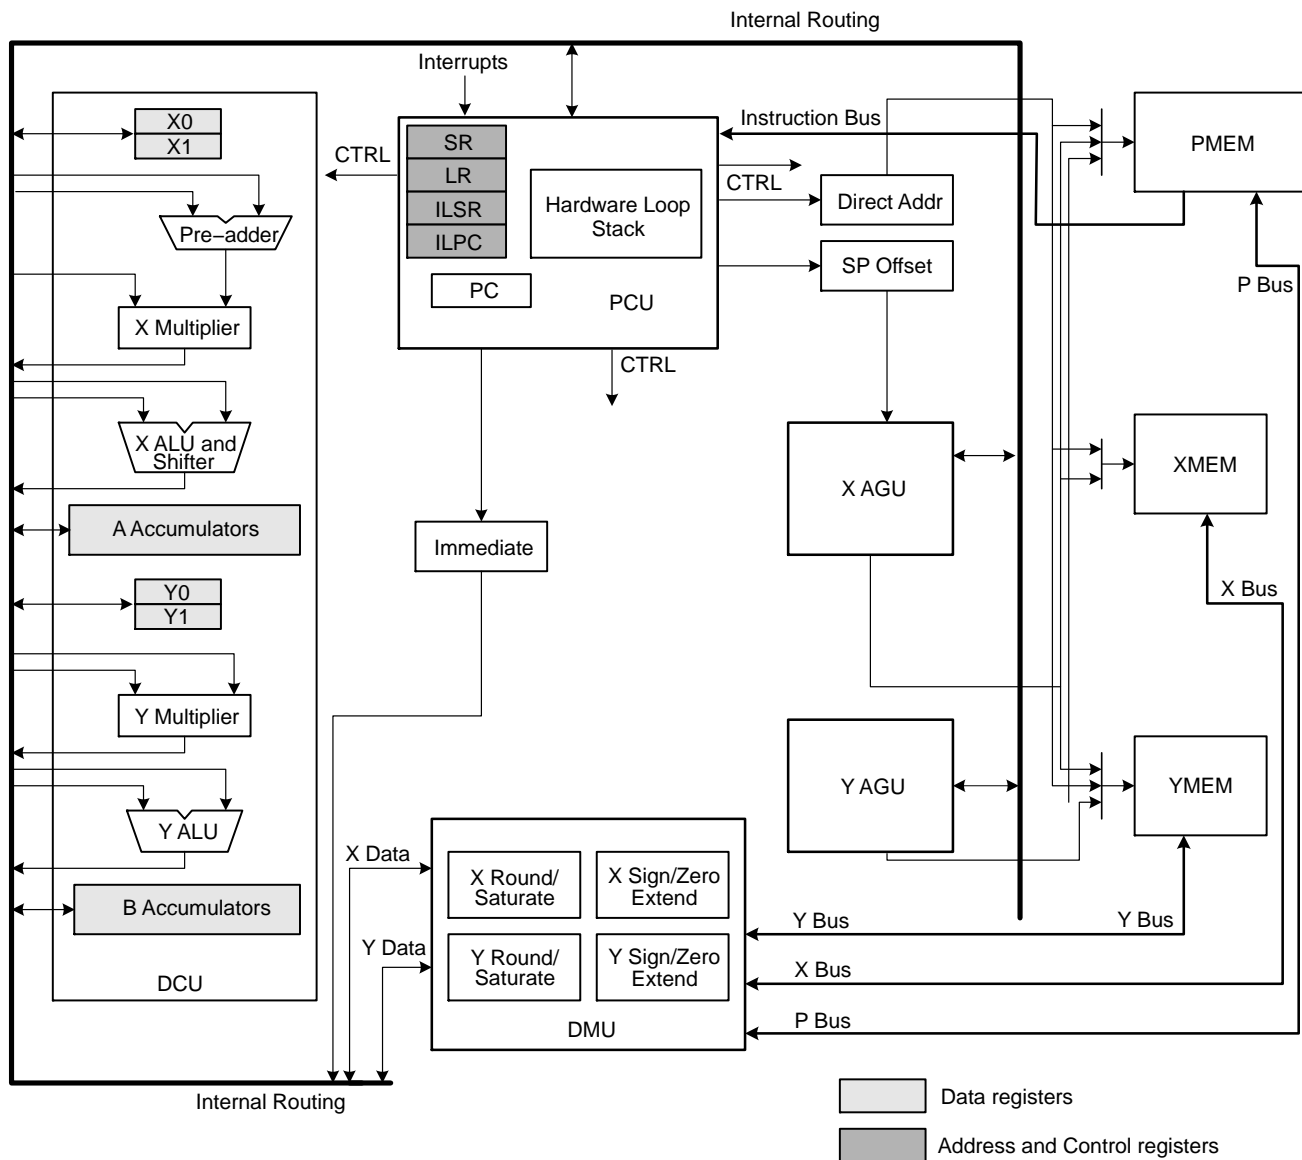 Internal Routing
Interrupts
X0
X1
CTRL
SR
LR
ILSR
ILPC
Hardware Loop
Stack
PC
PCU
Instruction Bus
CTRL
Direct Addr
SP Offset
PMEM
P Bus
Pre–adder
X Multiplier
CTRL
X ALU and
Shifter
A Accumulators
Immediate
X AGU
XMEM
X Bus
Y0
Y1
Y Multiplier
Y ALU
B Accumulators
DCU
Y AGU
YMEM
X Data
Y Data
X Round/
Saturate
X Sign/Zero
Extend
Y Round/
Saturate
Y Sign/Zero
Extend
DMU
Y Bus
Y Bus
X Bus
P Bus
Internal Routing
Data registers
Address and Control registers